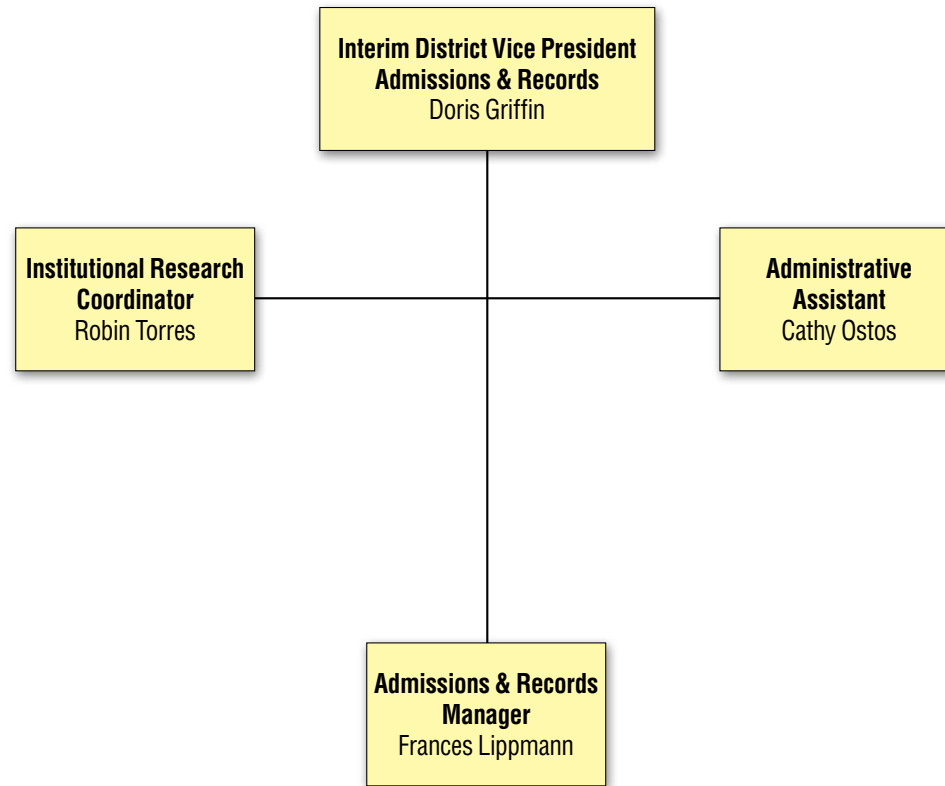 Interim District Vice President
Admissions & Records
Doris Griffin
Institutional Research
Coordinator
Robin Torres
Administrative
Assistant
Cathy Ostos
Admissions & Records
Manager
Frances Lippmann